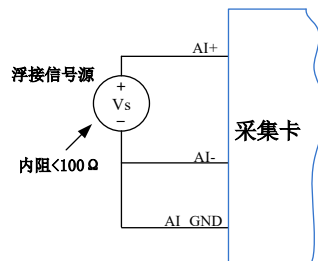 AI+
浮接信号源
+
Vs
−
采集卡
内阻<100Ω
AI-
AI_GND